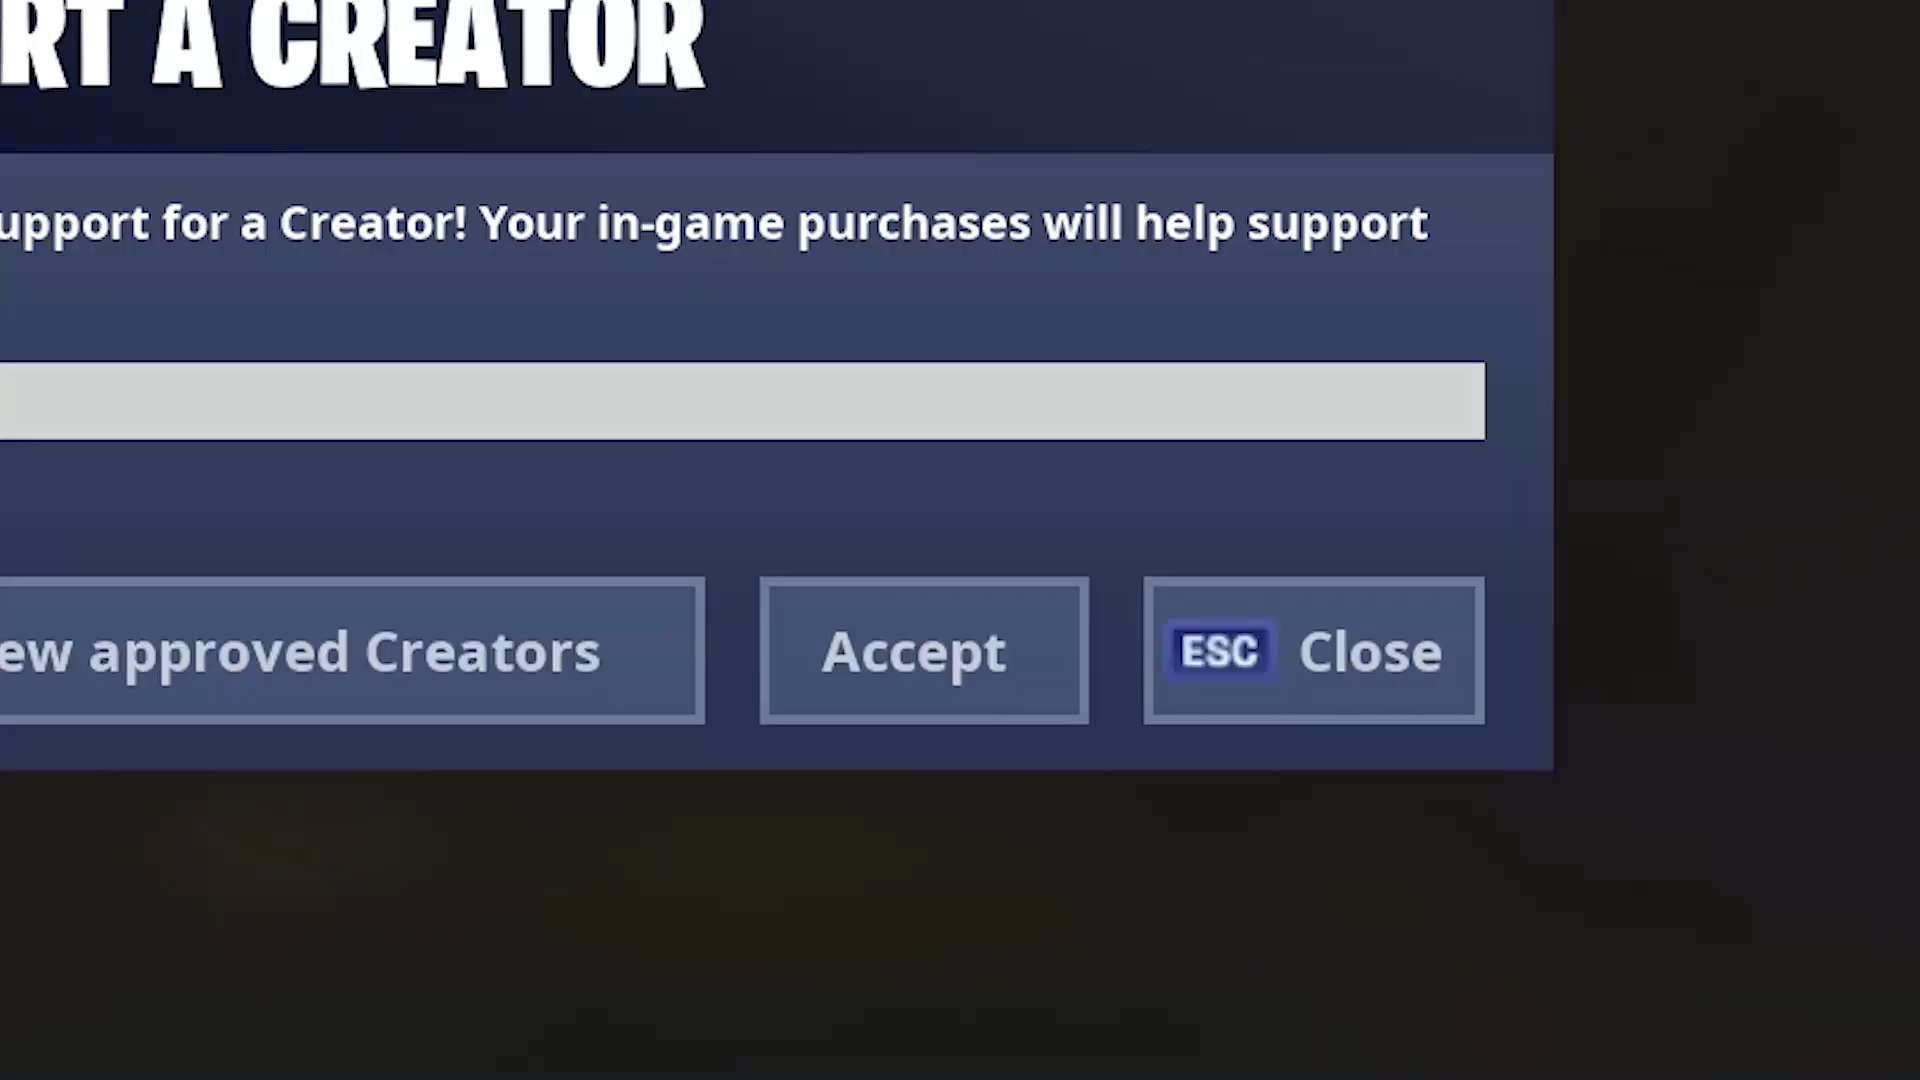 RT A CREATOR
upport for a Creator! Your in-game purchases will help support
ew approved Creators
Accept
ESC Close